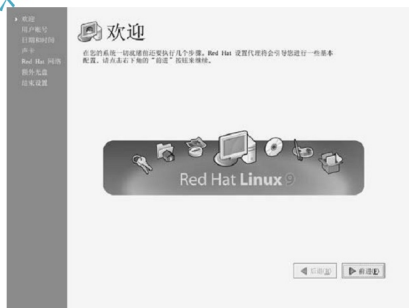 欢迎
用户帐号
日期和时间
声卡
Red Hat 网络
额外光盘
结束设置
欢迎
在您的系统一切就绪前还要执行几个步骤。Red Hat 设置代理将会引导您进行一些基本
配置。请点击右下角的“前进”按钮来继续。
Red Hat Linux 9
后退(B)
前进(F)